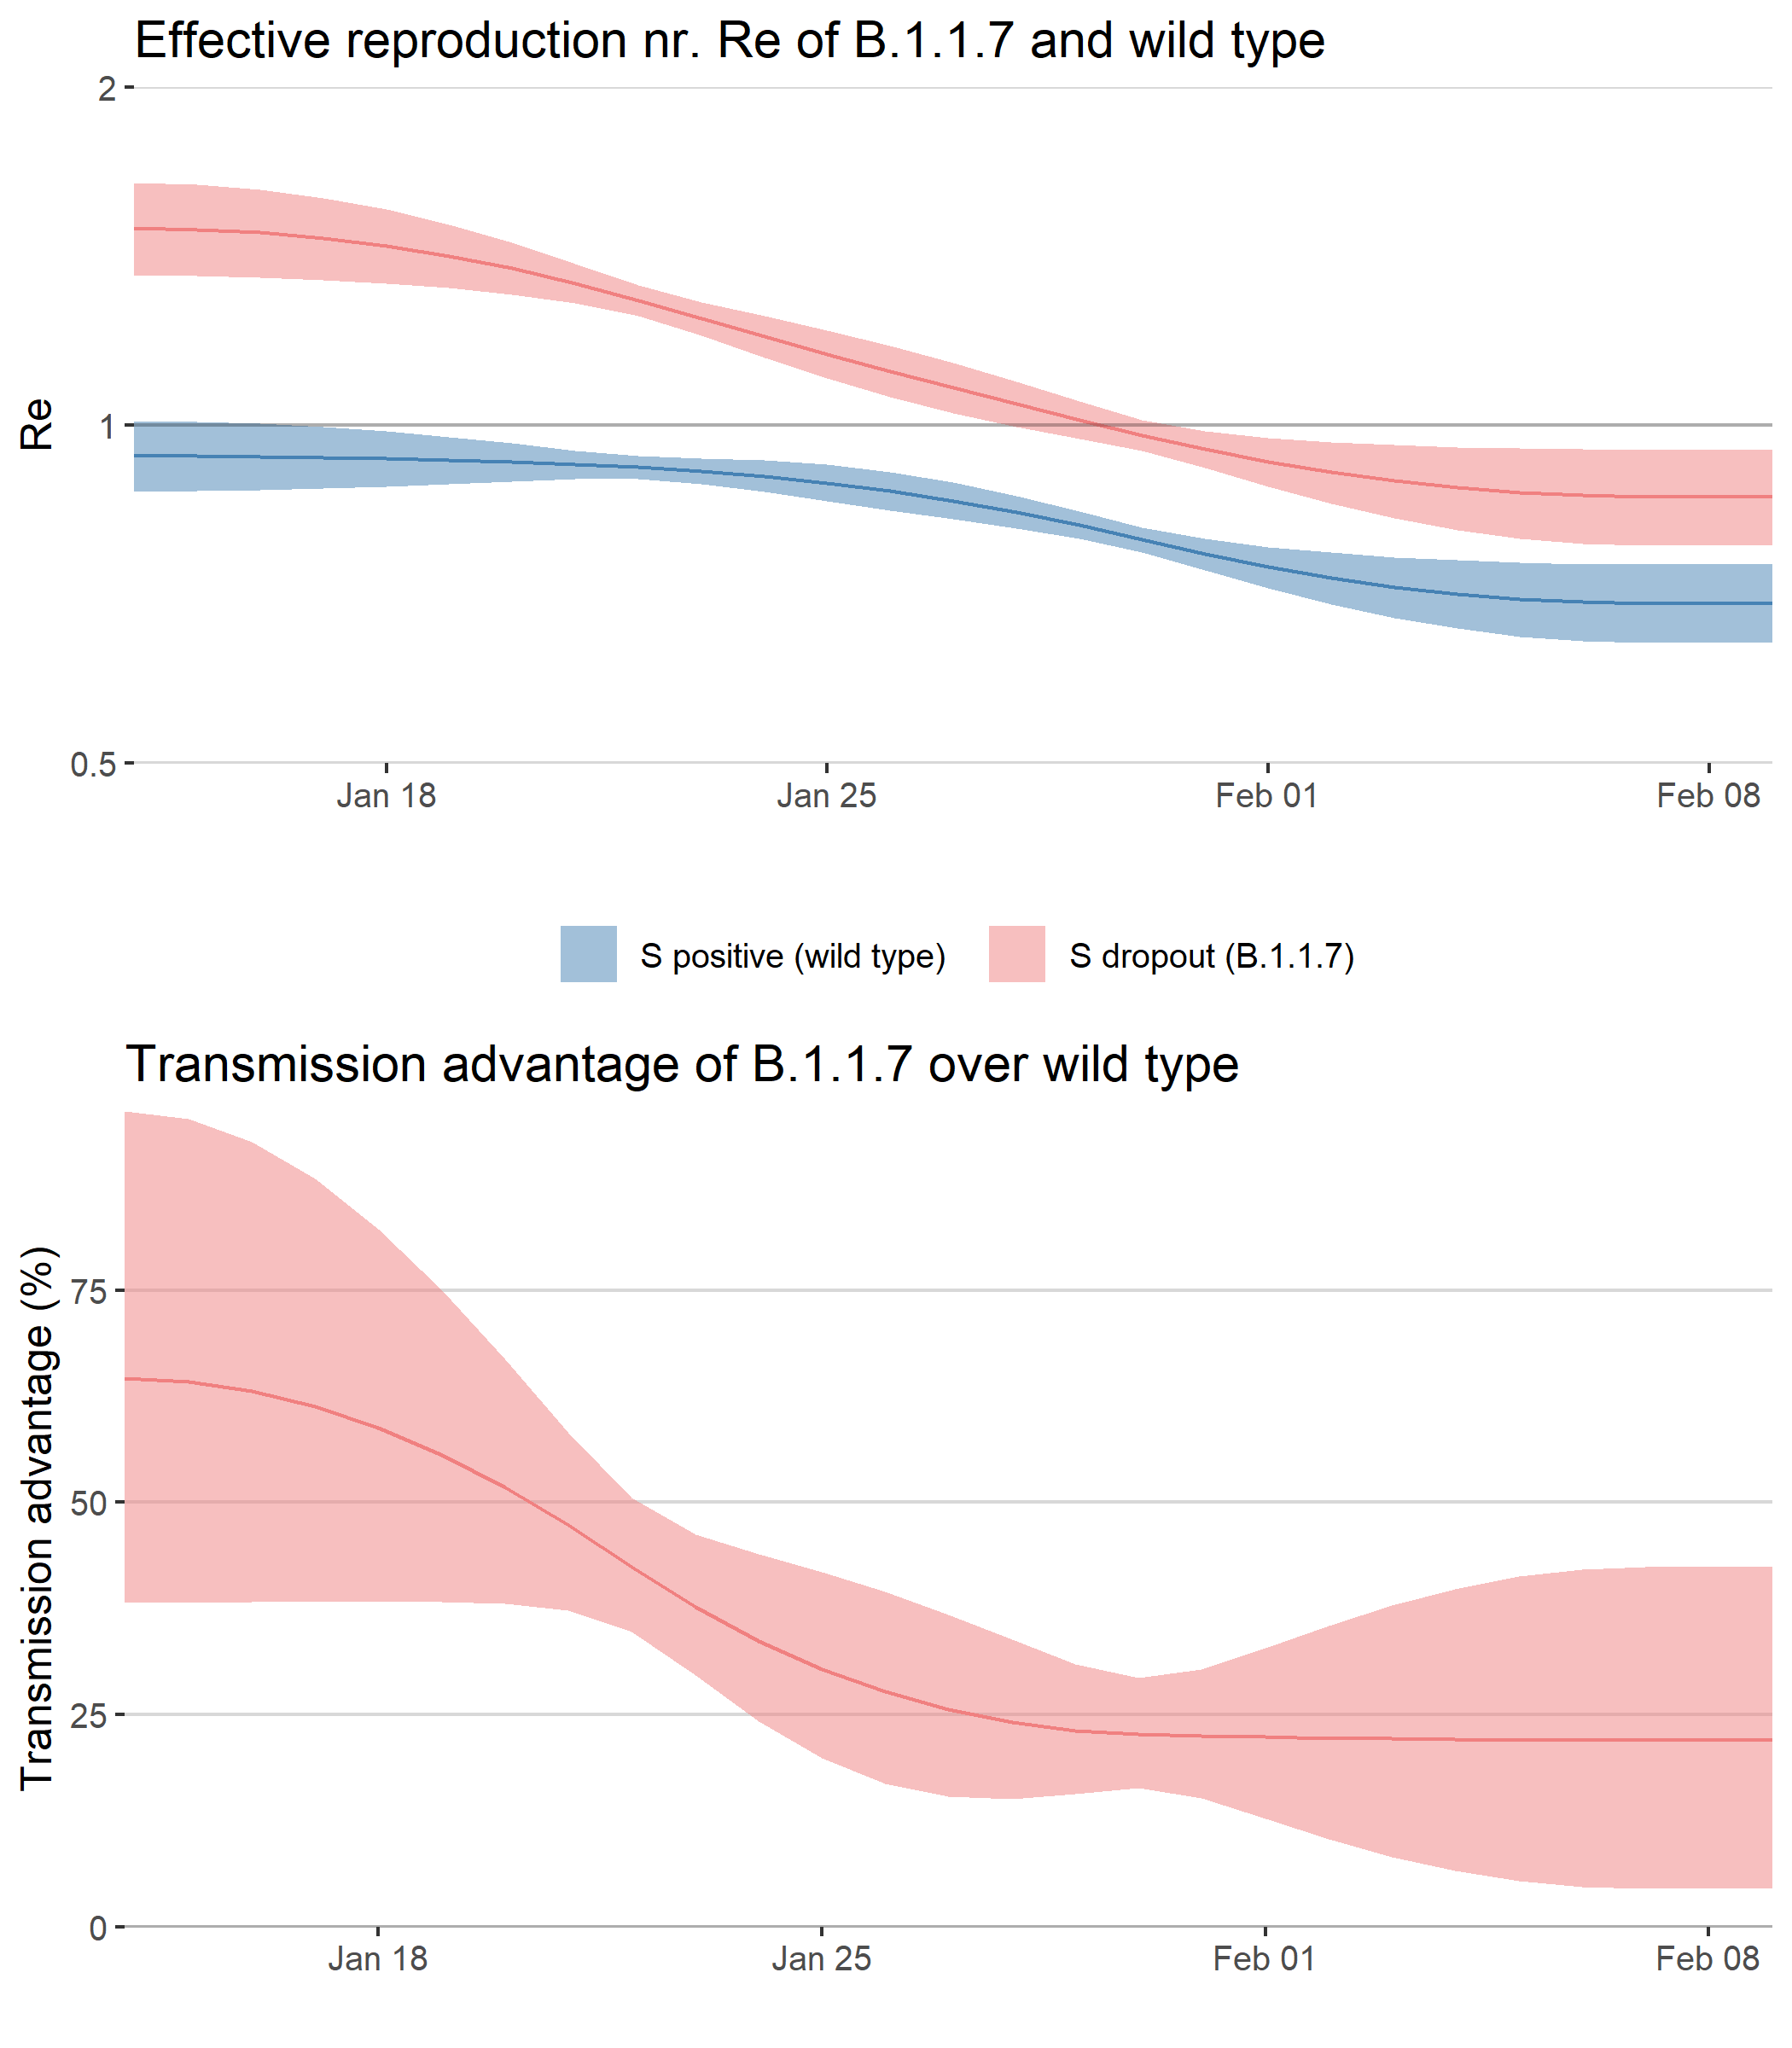 Effective reproduction nr. Re of B.1.1.7 and wild type
2
1
0.5
Re
Jan 18
Jan 25
Feb 01
Feb 08
S positive (wild type)
S dropout (B.1.1.7)
Transmission advantage of B.1.1.7 over wild type
75
50
25
0
Transmission advantage (%)
Jan 18
Jan 25
Feb 01
Feb 08